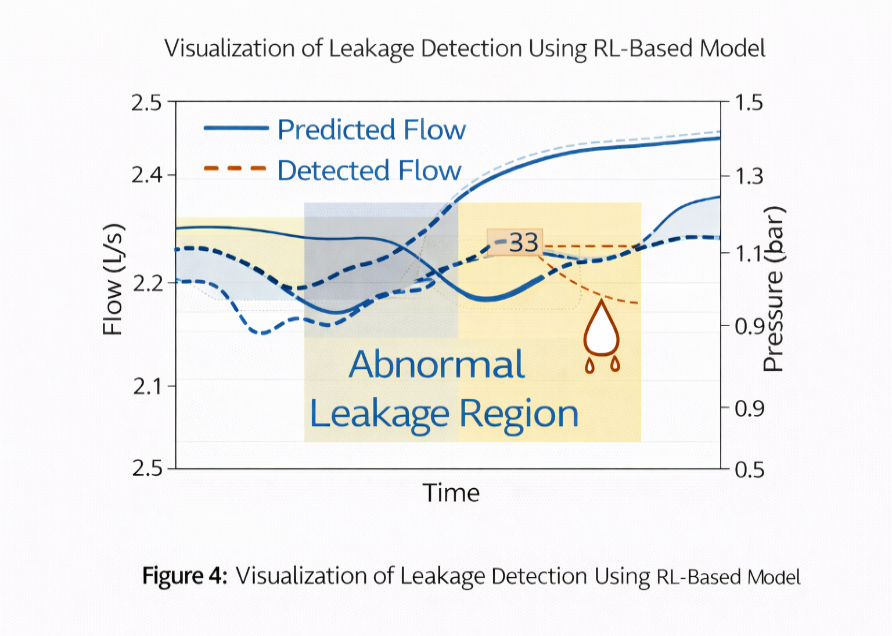 Visualization of Leakage Detection Using RL-Based Model
2.5
2.4
2.2
2.1
2.5
Flow (L/s)
Predicted Flow
Detected Flow
33
Abnormal
Leakage Region
1.5
1.3
1.1
0.9
0.9
0.5
Pressure (bar)
Time
Figure 4: Visualization of Leakage Detection Using RL-Based Model